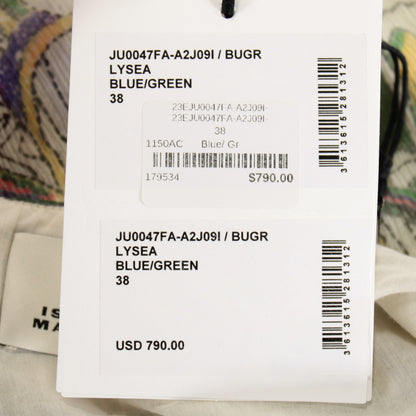 JU0047FA-A2J09I / BUGR
LYSEA
BLUE/GREEN
38
3613615281312
23EJU0047FA-A2J09I-
23EJU0047FA-A2J09I-
38
1150AC Blue/ Gr
179534 $790.00
JU0047FA-A2J09I / BUGR
LYSEA
BLUE/GREEN
38
USD 790.00
3613615281312
IS
MA